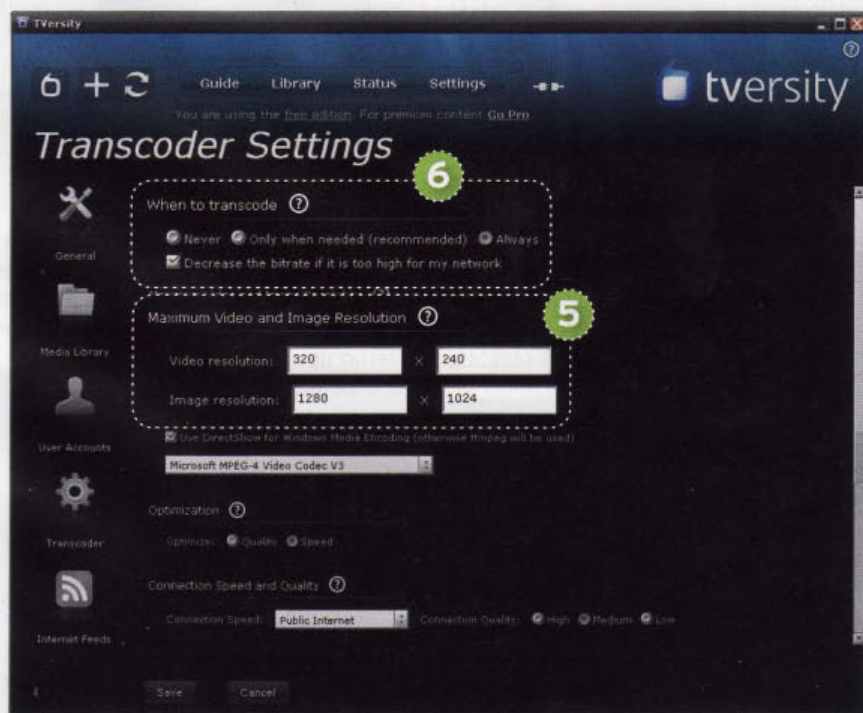 TVersity
Guide Library Status Settings
tversity
You are using the free edition. For premium content Go Pro
Transcoder Settings
6
When to transcode ?
Never Only when needed (recommended) Always
Decrease the bitrate if it is too high for my network
General
5
Maximum Video and Image Resolution ?
Media Library
Video resolution: 320 × 240
Image resolution: 1280 × 1024
Use DirectShow for Windows Media Encoding (otherwise ffmpeg will be used)
User Accounts
Microsoft MPEG-4 Video Codec V3
Optimization ?
Optimize: Quality Speed
Transcoder
Connection Speed and Quality ?
Connection Speed: Public Internet Connection Quality: High Medium Low
Internet Feeds
Save Cancel